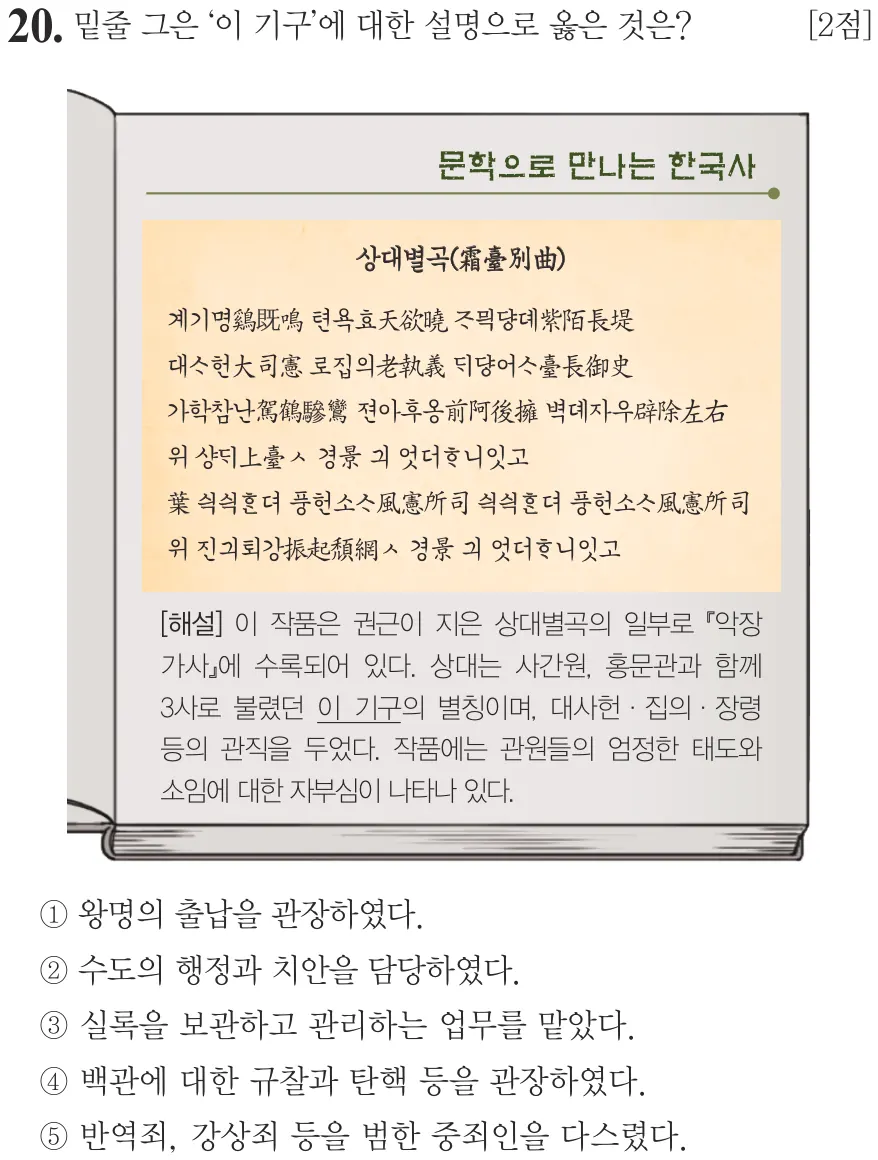 20. 밑줄 그은 ‘이 기구’에 대한 설명으로 옳은 것은? [2점]
문학으로 만나는 한국사
상대별곡(霜臺別曲)
계기명鷄既鳴 텬욕효天欲曉 ᄌᆞ믹댱뎨紫陌長堤
대ᄉᆞ헌大司憲 로집의老執義 ᄃᆡ댱어ᄉᆞ臺長御史
가학참난駕鶴驂鸞 젼아후옹前阿後擁 벽뎨자우辟除左右
위 샹ᄃᆡ上臺ㅅ 경景 긔 엇더ᄒᆞ니잇고
葉 싁싁ᄒᆞᆫ뎌 풍헌소ᄉᆞ風憲所司 싁싁ᄒᆞᆫ뎌 풍헌소ᄉᆞ風憲所司
위 진긔퇴강振起頹網ㅅ 경景 긔 엇더ᄒᆞ니잇고
[해설] 이 작품은 권근이 지은 상대별곡의 일부로 『악장
가사』에 수록되어 있다. 상대는 사간원, 홍문관과 함께
3사로 불렸던 이 기구의 별칭이며, 대사헌 · 집의 · 장령
등의 관직을 두었다. 작품에는 관원들의 엄정한 태도와
소임에 대한 자부심이 나타나 있다.
① 왕명의 출납을 관장하였다.
② 수도의 행정과 치안을 담당하였다.
③ 실록을 보관하고 관리하는 업무를 맡았다.
④ 백관에 대한 규찰과 탄핵 등을 관장하였다.
⑤ 반역죄, 강상죄 등을 범한 중죄인을 다스렸다.